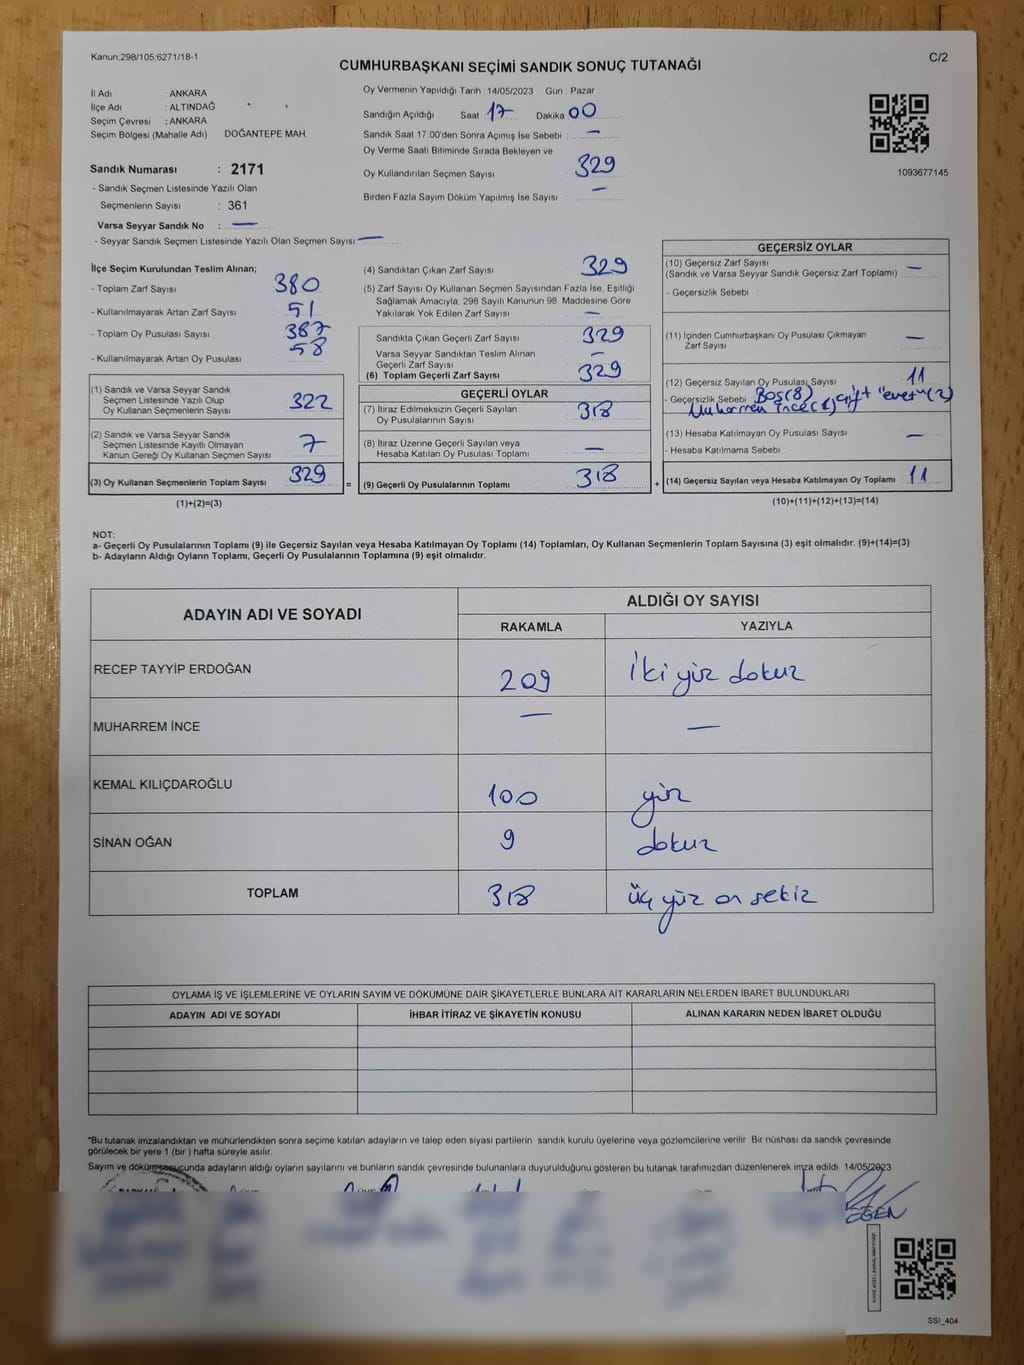 Kanun;298/105;6271/18-1
C/2
CUMHURBAŞKANI SEÇİMİ SANDIK SONUÇ TUTANAĞI
İl Adı : ANKARA
İlçe Adı : ALTINDAĞ
Seçim Çevresi : ANKARA
Seçim Bölgesi (Mahalle Adı) DOĞANTEPE MAH.
Sandık Numarası : 2171
- Sandık Seçmen Listesinde Yazılı Olan
Seçmenlerin Sayısı : 361
Varsa Seyyar Sandık No : —
- Seyyar Sandık Seçmen Listesinde Yazılı Olan Seçmen Sayısı: —
Oy Vermenin Yapıldığı Tarih : 14/05/2023 Gün : Pazar
Sandığın Açıldığı Saat 17 Dakika 00
Sandık Saat 17:00'den Sonra Açımış İse Sebebi : —
Oy Verme Saati Bitiminde Sırada Bekleyen ve
Oy Kullandırılan Seçmen Sayısı : 329
Birden Fazla Sayım Döküm Yapılmış İse Sayısı : —
1093677145
İlçe Seçim Kurulundan Teslim Alınan;
- Toplam Zarf Sayısı 380
- Kullanılmayarak Artan Zarf Sayısı 51
- Toplam Oy Pusulası Sayısı 387
- Kullanılmayarak Artan Oy Pusulası 58
(1) Sandık ve Varsa Seyyar Sandık
Seçmen Listesinde Yazılı Olup
Oy Kullanan Seçmenlerin Sayısı 322
(2) Sandık ve Varsa Seyyar Sandık
Seçmen Listesinde Kayıtlı Olmayan
Kanun Gereği Oy Kullanan Seçmen Sayısı 7
(3) Oy Kullanan Seçmenlerin Toplam Sayısı 329
(1)+(2)=(3)
=
(4) Sandıktan Çıkan Zarf Sayısı 329
(5) Zarf Sayısı Oy Kullanan Seçmen Sayısından Fazla İse, Eşitliği
Sağlamak Amacıyla, 298 Sayılı Kanunun 98. Maddesine Göre
Yakılarak Yok Edilen Zarf Sayısı : —
Sandıkta Çıkan Geçerli Zarf Sayısı : 329
Varsa Seyyar Sandıktan Teslim Alınan
Geçerli Zarf Sayısı : —
(6) Toplam Geçerli Zarf Sayısı : 329
GEÇERLİ OYLAR
(7) İtiraz Edilmeksizin Geçerli Sayılan
Oy Pusulalarının Sayısı : 318
(8) İtiraz Üzerine Geçerli Sayılan veya
Hesaba Katılan Oy Pusulası Toplamı : —
(9) Geçerli Oy Pusulalarının Toplamı : 318
+
GEÇERSİZ OYLAR
(10) Geçersiz Zarf Sayısı —
(Sandık ve Varsa Seyyar Sandık Geçersiz Zarf Toplamı)
- Geçersizlik Sebebi :
(11) İçinden Cumhurbaşkanı Oy Pusulası Çıkmayan
Zarf Sayısı —
(12) Geçersiz Sayılan Oy Pusulası Sayısı 11
- Geçersizlik Sebebi Boş(8) çift "evet"(2)
Muharrem İnce(1)
(13) Hesaba Katılmayan Oy Pusulası Sayısı —
- Hesaba Katılmama Sebebi :
(14) Geçersiz Sayılan veya Hesaba Katılmayan Oy Toplamı 11
(10)+(11)+(12)+(13)=(14)
NOT:
a- Geçerli Oy Pusulalarının Toplamı (9) ile Geçersiz Sayılan veya Hesaba Katılmayan Oy Toplamı (14) Toplamları, Oy Kullanan Seçmenlerin Toplam Sayısına (3) eşit olmalıdır. (9)+(14)=(3)
b- Adayların Aldığı Oyların Toplamı, Geçerli Oy Pusulalarının Toplamına (9) eşit olmalıdır.
ADAYIN ADI VE SOYADI
ALDIĞI OY SAYISI
RAKAMLA YAZIYLA
RECEP TAYYİP ERDOĞAN 209 İki yüz dokuz
MUHARREM İNCE — —
KEMAL KILIÇDAROĞLU 100 yüz
SİNAN OĞAN 9 dokuz
TOPLAM 318 üç yüz on sekiz
OYLAMA İŞ VE İŞLEMLERİNE VE OYLARIN SAYIM VE DÖKÜMÜNE DAİR ŞİKAYETLERLE BUNLARA AİT KARARLARIN NELERDEN İBARET BULUNDUKLARI
ADAYIN ADI VE SOYADI İHBAR İTİRAZ VE ŞİKAYETİN KONUSU ALINAN KARARIN NEDEN İBARET OLDUĞU
*Bu tutanak imzalandıktan ve mühürlendikten sonra seçime katılan adayların ve talep eden siyasi partilerin sandık kurulu üyelerine veya gözlemcilerine verilir. Bir nüshası da sandık çevresinde
görülecek bir yere 1 (bir ) hafta süreyle asılır.
Sayım ve döküm sonucunda adayların aldığı oyların sayılarını ve bunların sandık çevresinde bulunanlara duyurulduğunu gösteren bu tutanak tarafımızdan düzenlenerek imza edildi. 14/05/2023
SSI_404